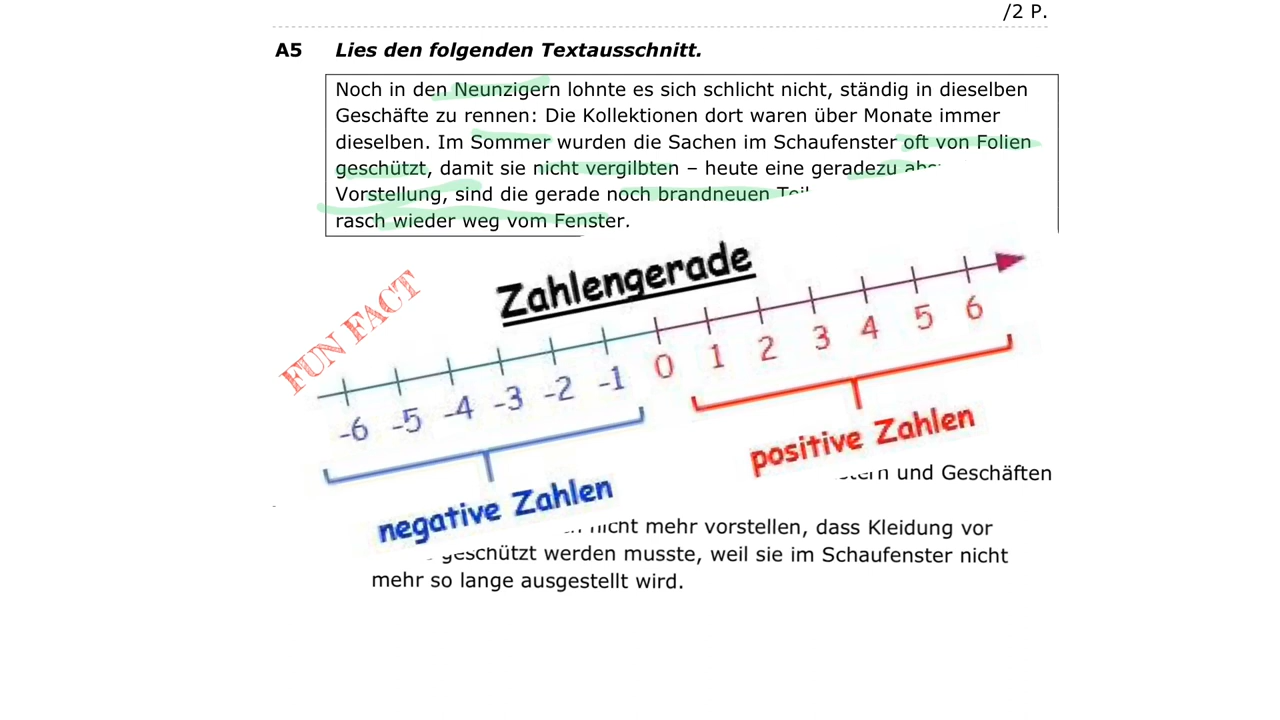 /2 P.
A5 Lies den folgenden Textausschnitt.
Noch in den Neunzigern lohnte es sich schlicht nicht, ständig in dieselben
Geschäfte zu rennen: Die Kollektionen dort waren über Monate immer
dieselben. Im Sommer wurden die Sachen im Schaufenster oft von Folien
geschützt, damit sie nicht vergilbten – heute eine geradezu
Vorstellung, sind die gerade noch brandneuen
rasch wieder weg vom Fenster.
Zahlengerade
FUN FACT
-6 -5 -4 -3 -2 -1 0 1 2 3 4 5 6
positive Zahlen
negative Zahlen
und Geschäften
nicht mehr vorstellen, dass Kleidung vor
geschützt werden musste, weil sie im Schaufenster nicht
mehr so lange ausgestellt wird.